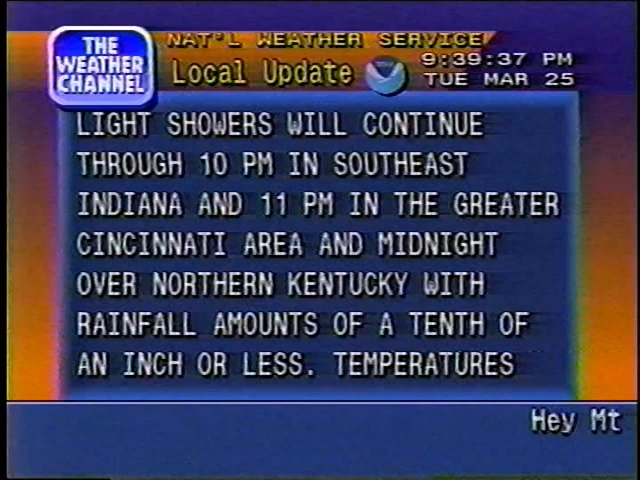 THE
WEATHER
CHANNEL
NAT'L WEATHER SERVICE
Local Update
9:39:37 PM
TUE MAR 25
LIGHT SHOWERS WILL CONTINUE
THROUGH 10 PM IN SOUTHEAST
INDIANA AND 11 PM IN THE GREATER
CINCINNATI AREA AND MIDNIGHT
OVER NORTHERN KENTUCKY WITH
RAINFALL AMOUNTS OF A TENTH OF
AN INCH OR LESS. TEMPERATURES
Hey Mt